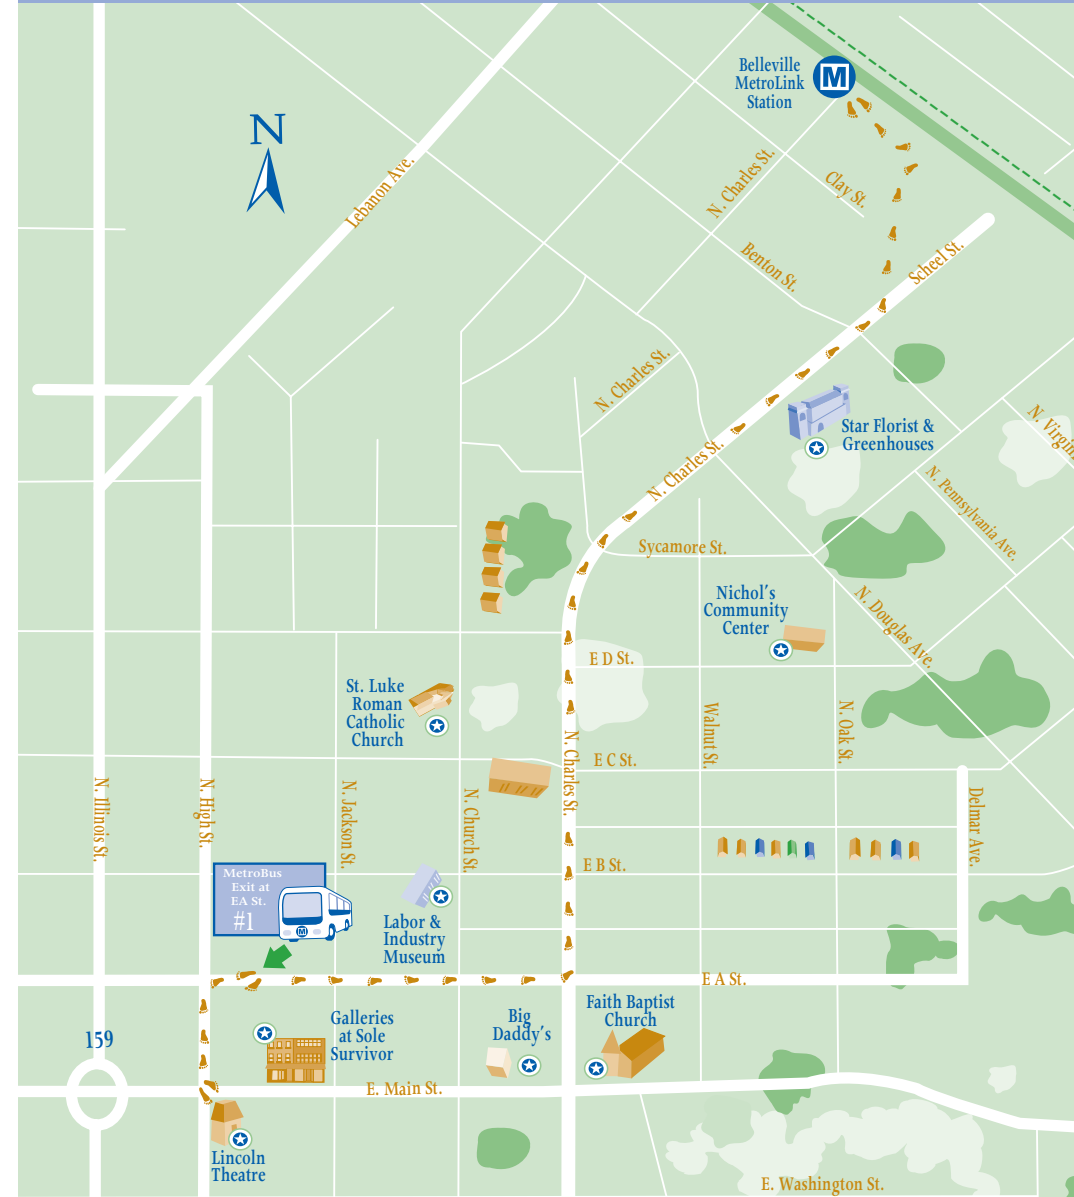 Belleville
MetroLink
Station
M
N
Lebanon Ave.
N. Charles St.
Clay St.
Benton St.
Scheel St.
N. Charles St.
Star Florist &
Greenhouses
N. Charles St.
N. Pennsylvania Ave.
Sycamore St.
Nichol's
Community
Center
N. Douglas Ave.
E D St.
St. Luke
Roman
Catholic
Church
Walnut St.
N. Oak St.
E C St.
N. Charles St.
N. Illinois St.
N. High St.
N. Jackson St.
N. Church St.
Delmar Ave.
E B St.
MetroBus
Exit at
EA St.
#1
M
Labor &
Industry
Museum
E A St.
Galleries
at Sole
Survivor
Big
Daddy's
Faith Baptist
Church
159
E. Main St.
Lincoln
Theatre
E. Washington St.